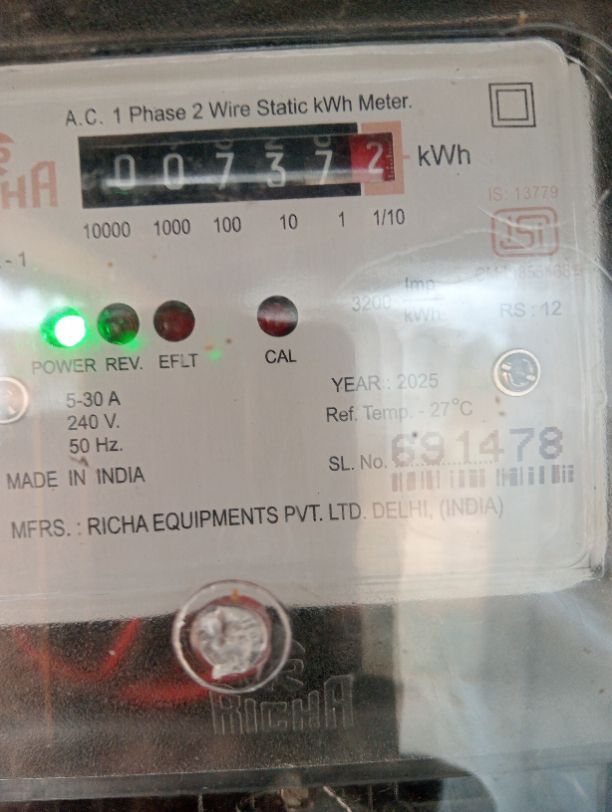 A.C. 1 Phase 2 Wire Static kWh Meter.
0 0 7 3 7 2 kWh
10000 1000 100 10 1 1/10
IS: 13779
ISI
- 1
3200 Imp
kWh
RS : 12
POWER REV. EFLT CAL
5-30 A
240 V.
50 Hz.
YEAR : 2025
Ref. Temp. - 27°C
SL. No. 691478
MADE IN INDIA
MFRS. : RICHA EQUIPMENTS PVT. LTD. DELHI, (INDIA)
RICHA